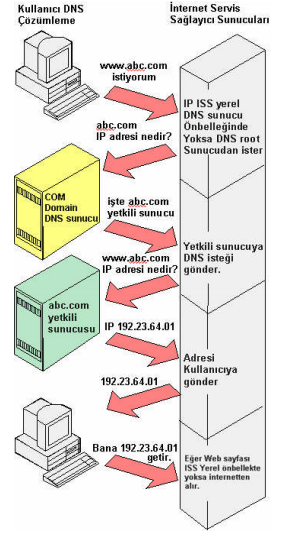 Kullanıcı DNS
Çözümleme
İnternet Servis
Sağlayıcı Sunucuları
www.abc.com
istiyorum
IP ISS yerel
DNS sunucu
Önbelleğinde
Yoksa DNS root
Sunucudan ister
abc.com
IP adresi nedir?
COM
Domain
DNS sunucu
işte abc.com
yetkili sunucu
Yetkili sunucuya
DNS isteği
gönder.
www.abc.com
IP adresi nedir?
abc.com
yetkili
sunucusu
IP 192.23.64.01
Adresi
Kullanıcıya
gönder
192.23.64.01
Bana 192.23.64.01
getir.
Eğer Web sayfası
ISS Yerel önbellekte
yoksa internetten
alır.